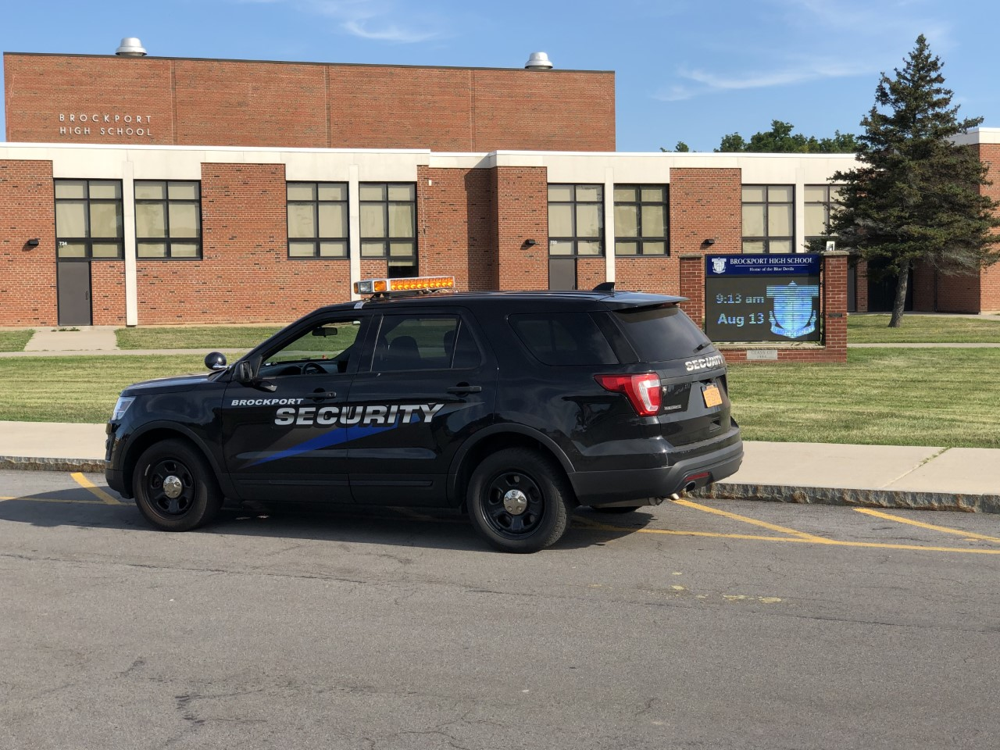 BROCKPORT
HIGH SCHOOL
734
BROCKPORT HIGH SCHOOL
Home of the Blue Devils
9:13 am
Aug 13
SECURITY
BROCKPORT
SECURITY